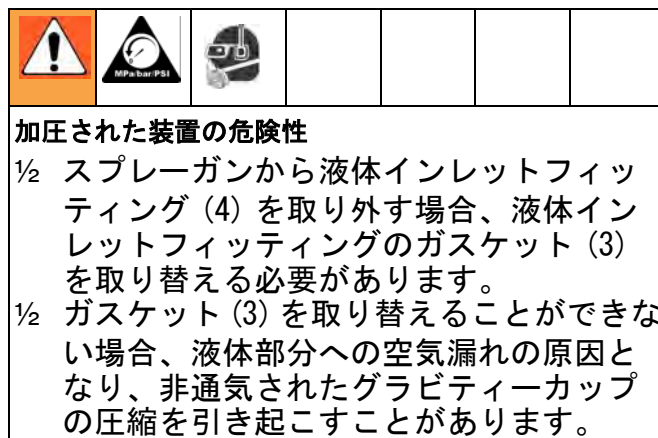 MPa/bar/PSI
加圧された装置の危険性
½ スプレーガンから液体インレットフィッ
ティング (4) を取り外す場合、液体イン
レットフィッティングのガスケット (3)
を取り替える必要があります。
½ ガスケット (3) を取り替えることができな
い場合、液体部分への空気漏れの原因と
なり、非通気されたグラビティーカップ
の圧縮を引き起こすことがあります。